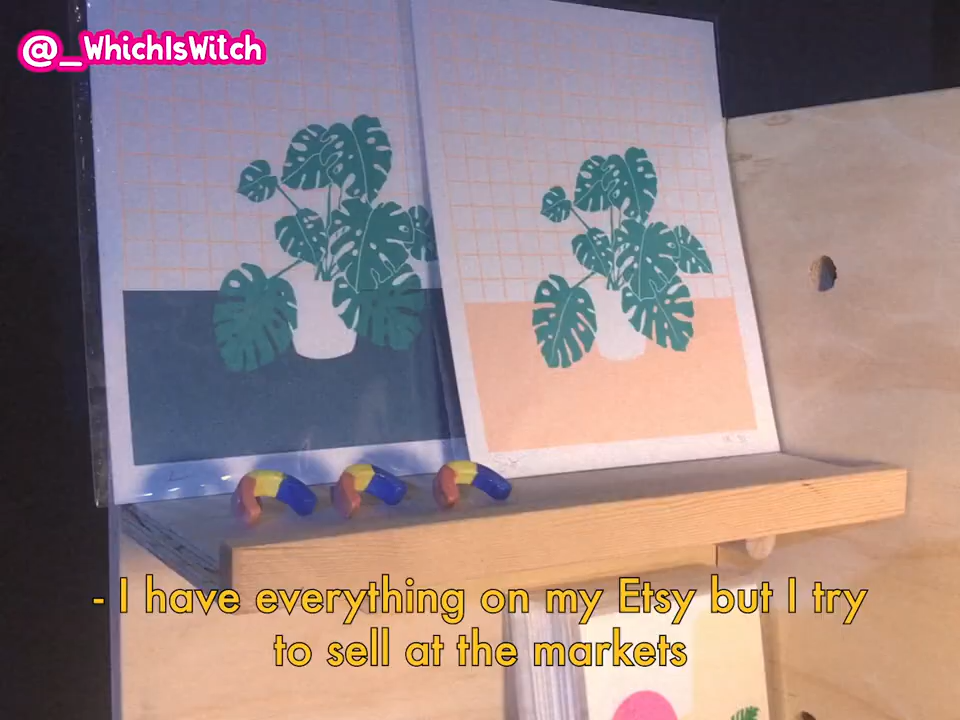 @_WhichIsWitch
- I have everything on my Etsy but I try
to sell at the markets